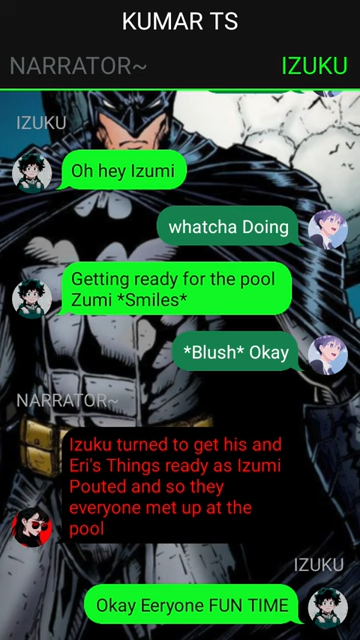 KUMAR TS
NARRATOR~
IZUKU
IZUKU
Oh hey Izumi
whatcha Doing
Getting ready for the pool
Zumi *Smiles*
*Blush* Okay
NARRATOR~
Izuku turned to get his and
Eri's Things ready as Izumi
Pouted and so they
everyone met up at the
pool
IZUKU
Okay Eeryone FUN TIME